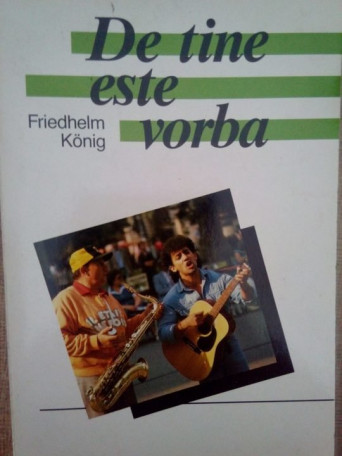 De tine
este
vorba
Friedhelm
König